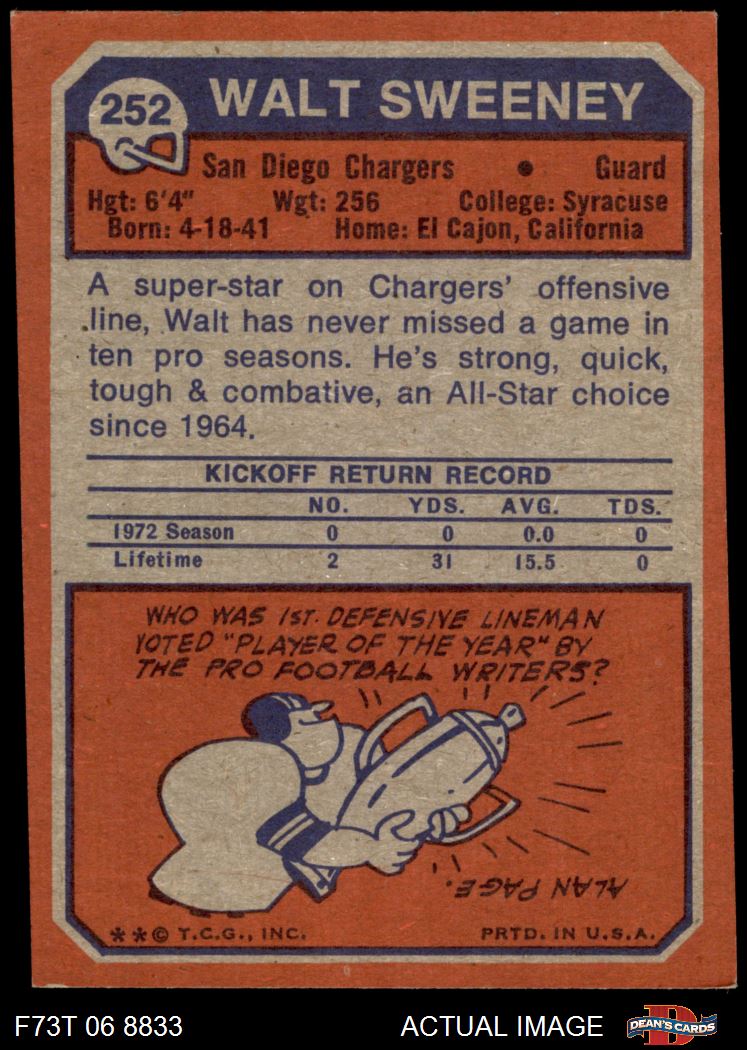 252
WALT SWEENEY
San Diego Chargers • Guard
Hgt: 6'4" Wgt: 256 College: Syracuse
Born: 4-18-41 Home: El Cajon, California
A super-star on Chargers' offensive
line, Walt has never missed a game in
ten pro seasons. He's strong, quick,
tough & combative, an All-Star choice
since 1964.
KICKOFF RETURN RECORD
NO. YDS. AVG. TDS.
1972 Season 0 0 0.0 0
Lifetime 2 31 15.5 0
WHO WAS 1ST. DEFENSIVE LINEMAN
VOTED "PLAYER OF THE YEAR" BY
THE PRO FOOTBALL WRITERS?
ALAN PAGE.
**© T.C.G., INC. PRTD. IN U.S.A.
F73T 06 8833 ACTUAL IMAGE D DEAN'S CARDS